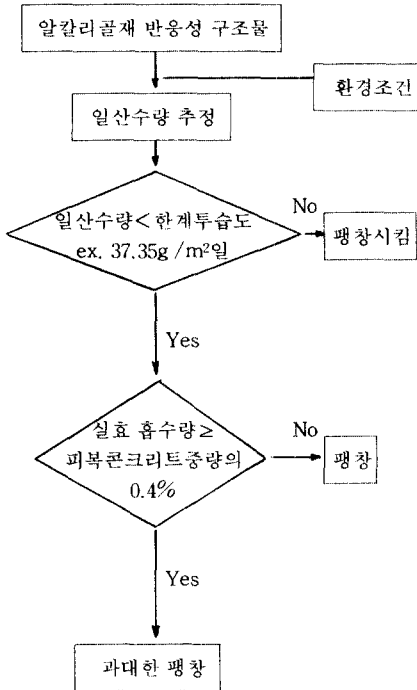 알칼리골재 반응성 구조물
환경조건
일산수량 추정
일산수량<한계투습도
ex. 37.35g /m²일
No
팽창시킴
Yes
실효 흡수량≥
피복콘크리트중량의
0.4%
No
팽창
Yes
과대한 팽창